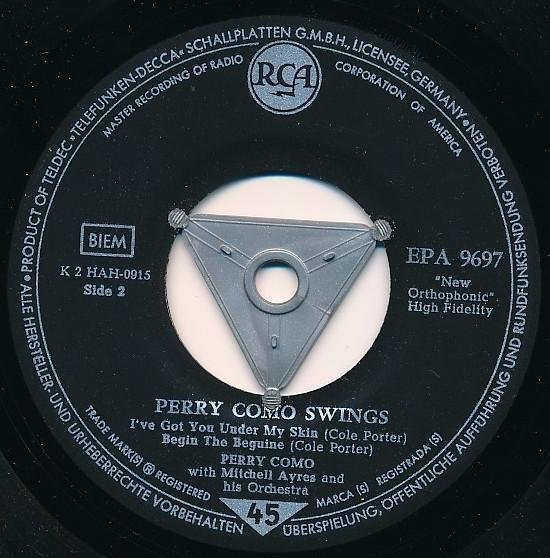 PRODUCT OF TELDEC »TELEFUNKEN-DECCA« SCHALLPLATTEN G.M.B.H., LICENSEE, GERMANY • ALLE HERSTELLER- UND URHEBERRECHTE VORBEHALTEN
ÜBERSPIELUNG, ÖFFENTLICHE AUFFÜHRUNG UND RUNDFUNKSENDUNG VERBOTEN •
MASTER RECORDING OF RADIO CORPORATION OF AMERICA
RCA
BIEM
K 2 HAH-0915
Side 2
EPA 9697
"New
Orthophonic"
High Fidelity
PERRY COMO SWINGS
I've Got You Under My Skin (Cole Porter)
Begin The Beguine (Cole Porter)
PERRY COMO
with Mitchell Ayres and
his Orchestra
TRADE MARK(S) ® REGISTERED
MARCA (S) REGISTRADA (S)
45